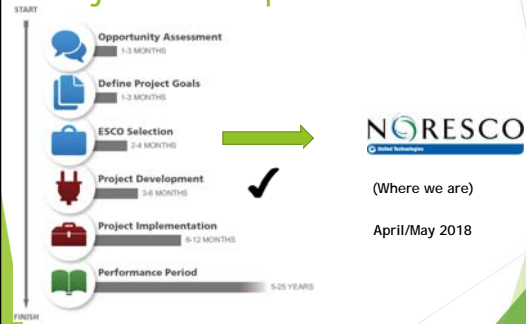 START
Opportunity Assessment
1-3 MONTHS
Define Project Goals
1-3 MONTHS
ESCO Selection
2-4 MONTHS
NORESCO
United Technologies
Project Development
3-6 MONTHS
(Where we are)
Project Implementation
6-12 MONTHS
April/May 2018
Performance Period
5-25 YEARS
FINISH